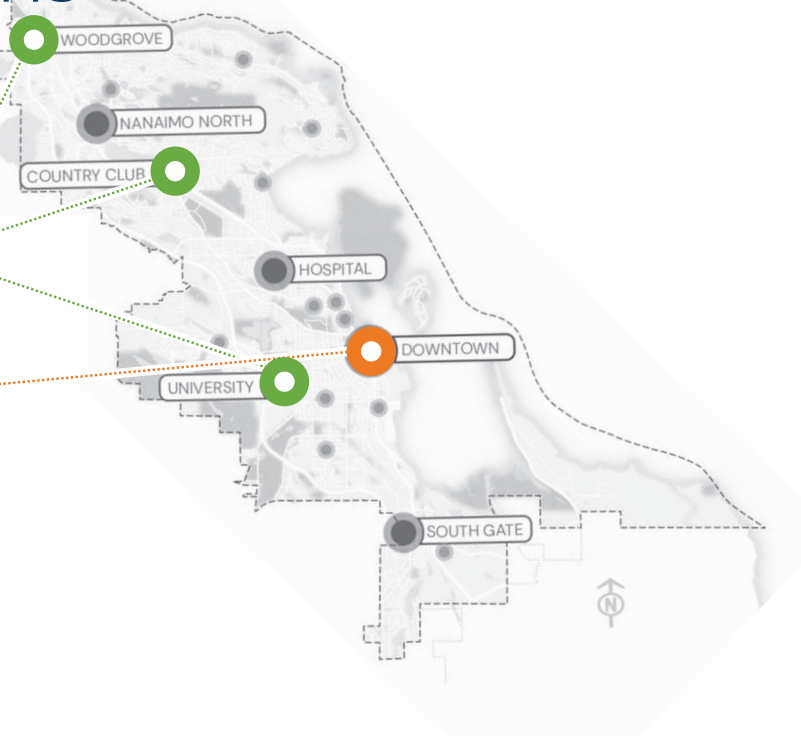 WOODGROVE
NANAIMO NORTH
COUNTRY CLUB
HOSPITAL
DOWNTOWN
UNIVERSITY
SOUTH GATE
N